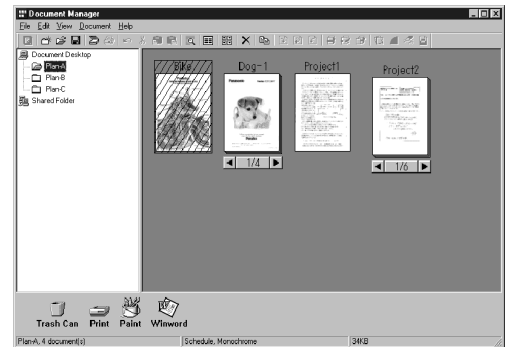 Document Manager
File Edit View Document Help
Document Desktop
Plan-A
Plan-B
Plan-C
Shared Folder
Bike
Dog-1
Project1
Project2
Panasonic
1/4
1/6
Trash Can Print Paint Winword
Plan-A, 4 document(s)
Schedule, Monochrome
34KB